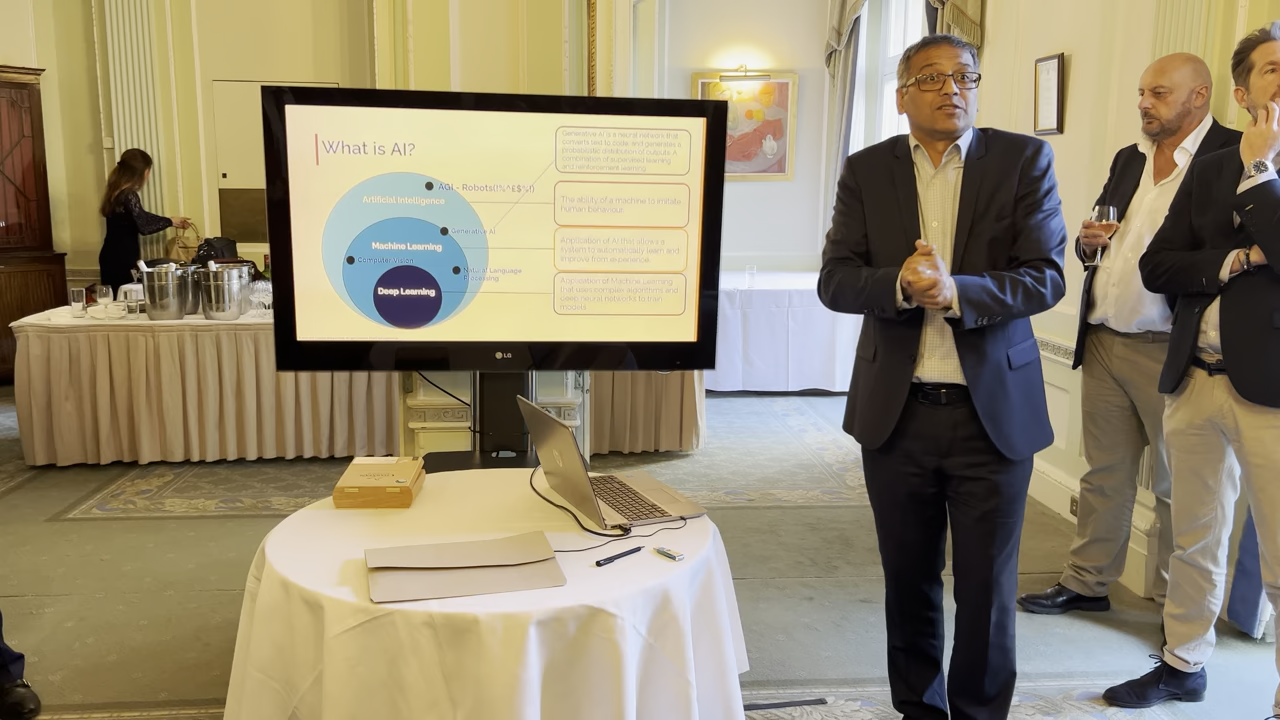 What is AI?
Generative AI is a neural network that
converts text to code and generates a
probabilistic distribution of outputs. A
combination of supervised learning
and reinforcement learning
AGI - Robots(!%^E$%!)
Artificial Intelligence
The ability of a machine to imitate
human behaviour.
Generative AI
Machine Learning
Application of AI that allows a
system to automatically learn and
improve from experience.
Computer Vision
Natural Language
Processing
Deep Learning
Application of Machine Learning
that uses complex algorithms and
deep neural networks to train
models.
LG